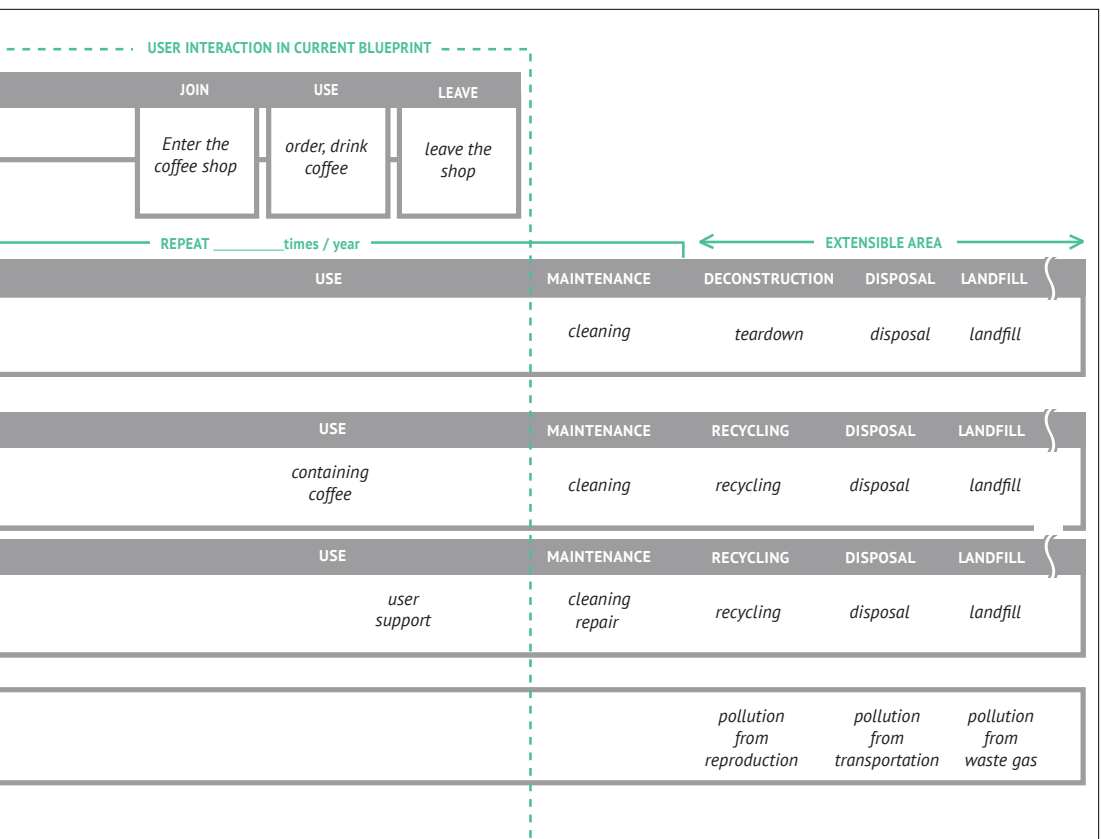 USER INTERACTION IN CURRENT BLUEPRINT
JOIN USE LEAVE
Enter the coffee shop
order, drink coffee
leave the shop
REPEAT ____________times / year
EXTENSIBLE AREA
USE MAINTENANCE DECONSTRUCTION DISPOSAL LANDFILL
cleaning teardown disposal landfill
USE MAINTENANCE RECYCLING DISPOSAL LANDFILL
containing coffee
cleaning recycling disposal landfill
USE MAINTENANCE RECYCLING DISPOSAL LANDFILL
user support
cleaning repair
recycling disposal landfill
pollution from reproduction
pollution from transportation
pollution from waste gas